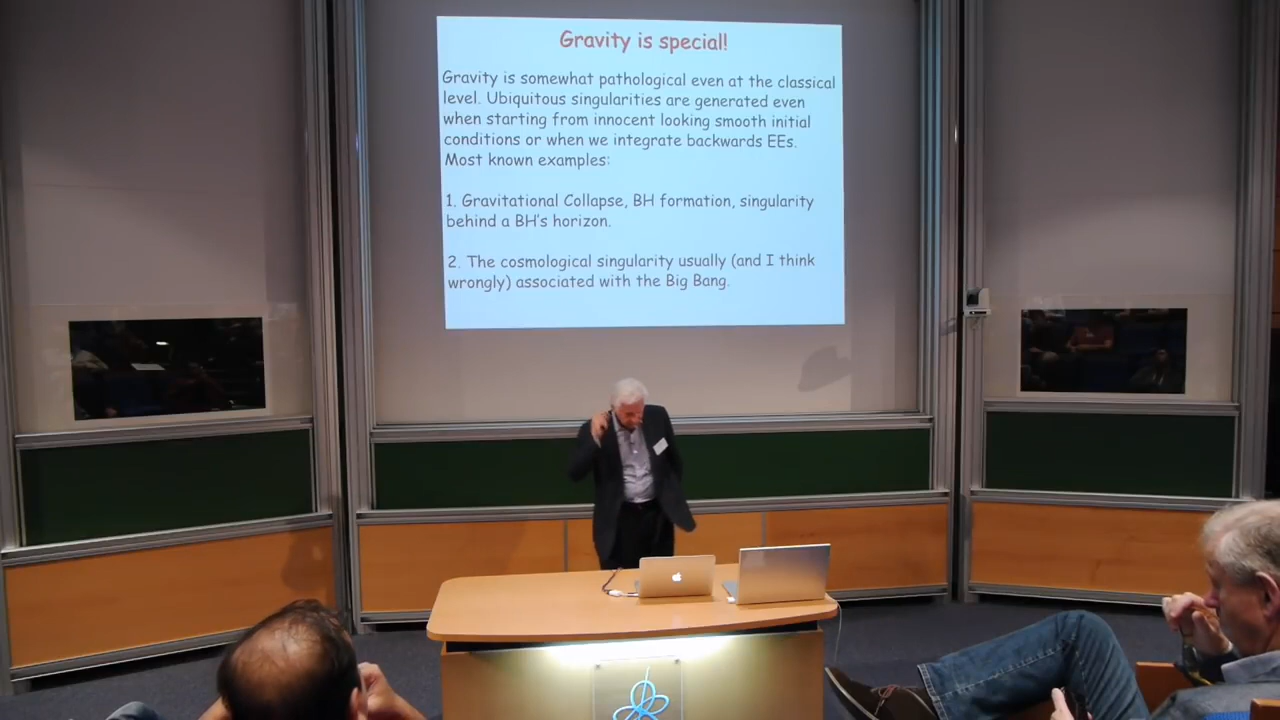 Gravity is special!
Gravity is somewhat pathological even at the classical
level. Ubiquitous singularities are generated even
when starting from innocent looking smooth initial
conditions or when we integrate backwards EEs.
Most known examples:
1. Gravitational Collapse, BH formation, singularity
behind a BH's horizon.
2. The cosmological singularity usually (and I think
wrongly) associated with the Big Bang.